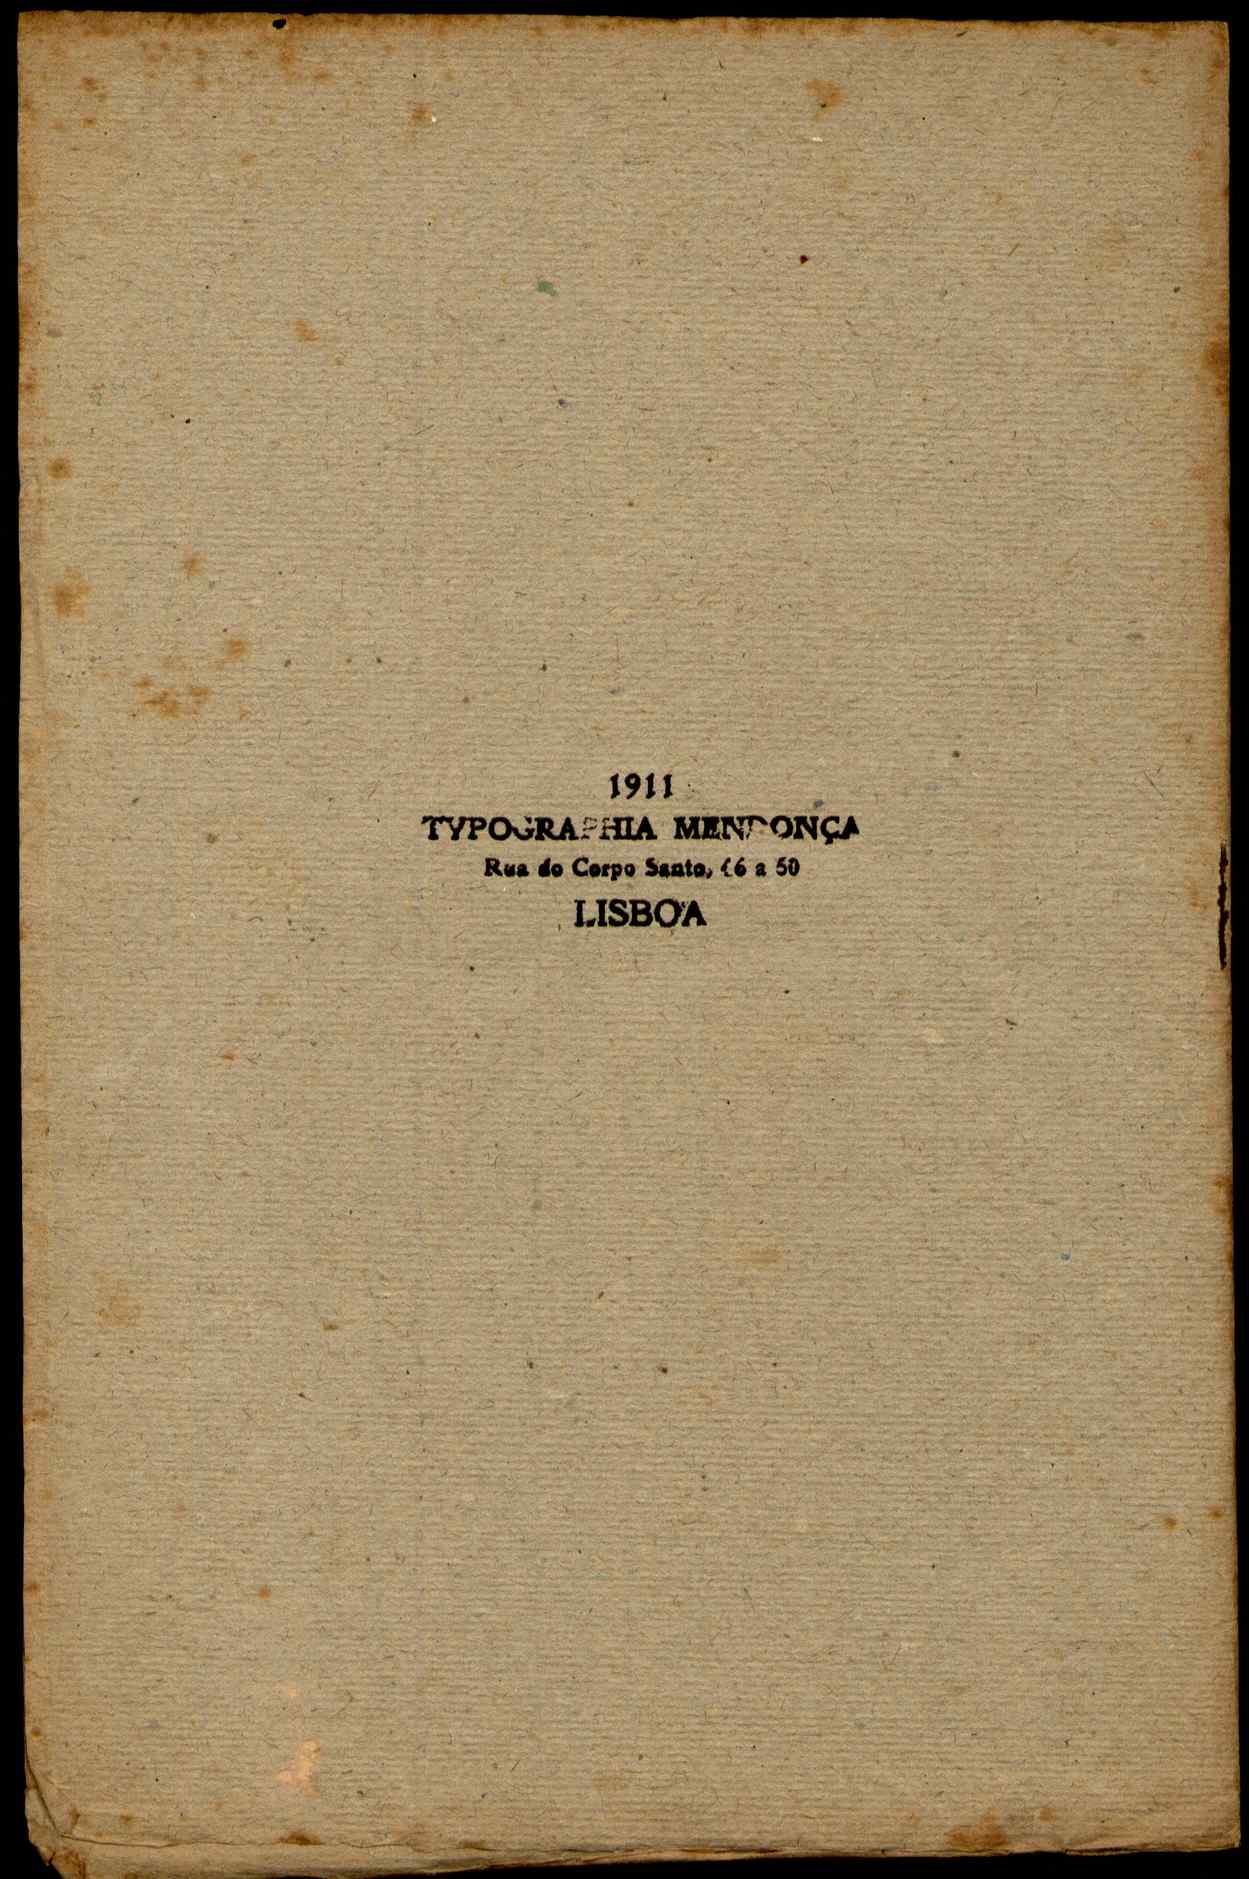 1911
TYPOGRAPHIA MENDONÇA
Rua do Corpo Santo, 46 a 50
LISBOA